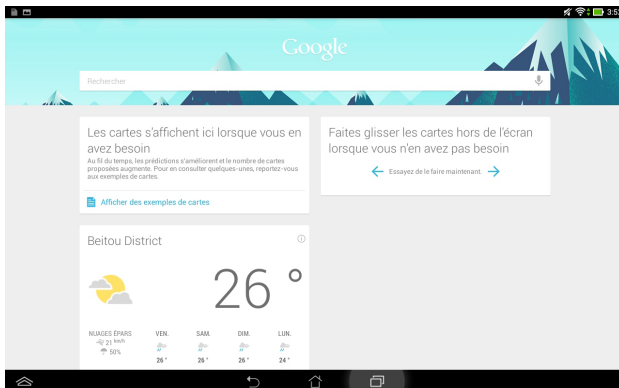 3:5
Google
Rechercher
Les cartes s'affichent ici lorsque vous en
avez besoin
Au fil du temps, les prédictions s'améliorent et le nombre de cartes
proposées augmente. Pour en consulter quelques-unes, reportez-vous
aux exemples de cartes.
Afficher des exemples de cartes
Faites glisser les cartes hors de l'écran
lorsque vous n'en avez pas besoin
Essayez de le faire maintenant.
Beitou District
26 °
NUAGES ÉPARS VEN. SAM. DIM. LUN.
21 km/h
50%
26 ° 26 ° 26 ° 24 °